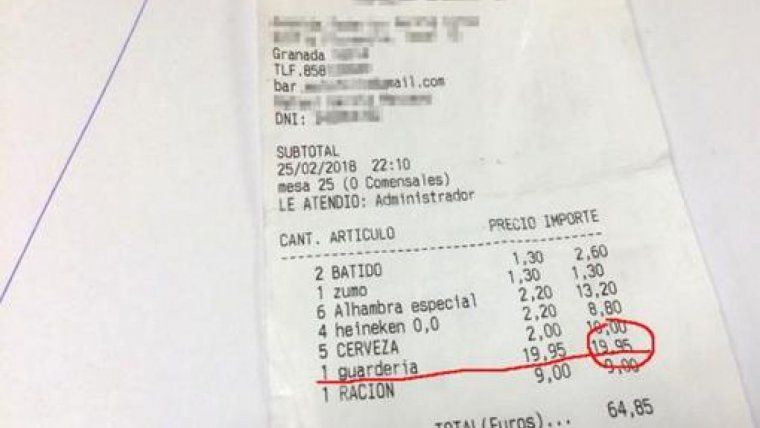 Granada
TLF.858
bar mail.com
DNI:
SUBTOTAL
25/02/2018 22:10
mesa 25 (0 Comensales)
LE ATENDIO: Administrador
CANT. ARTICULO PRECIO IMPORTE
2 BATIDO 1,30 2,60
1 zumo 1,30 1,30
6 Alhambra especial 2,20 13,20
4 heineken 0,0 2,20 8,80
5 CERVEZA 2,00 10,00
1 guarderia 19,95 19,95
1 RACION 9,00 9,00
TOTAL(Euros)... 64,85